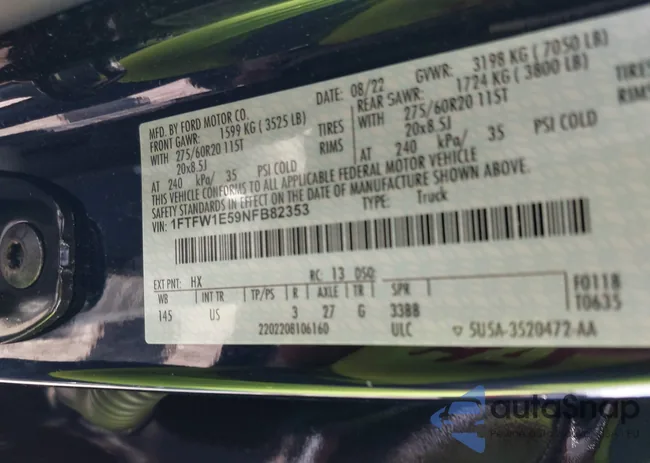 MFD. BY FORD MOTOR CO. DATE: 08/22 GVWR: 3198 KG ( 7050 LB)
FRONT GAWR: 1599 KG ( 3525 LB) REAR GAWR: 1724 KG ( 3800 LB)
WITH 275/60R20 115T TIRES WITH 275/60R20 115T TIRES
20x8.5J RIMS 20x8.5J RIMS
AT 240 kPa/ 35 PSI COLD AT 240 kPa/ 35 PSI COLD
THIS VEHICLE CONFORMS TO ALL APPLICABLE FEDERAL MOTOR VEHICLE
SAFETY STANDARDS IN EFFECT ON THE DATE OF MANUFACTURE SHOWN ABOVE.
VIN: 1FTFW1E59NFB82353 TYPE: Truck
EXT PNT: HX RC: 13 DSO: F0118
WB INT TR TP/PS R AXLE TR SPR T0635
145 US 3 27 G 3388
2202208106160 ULC 5U5A-3520472-AA
autoSnap